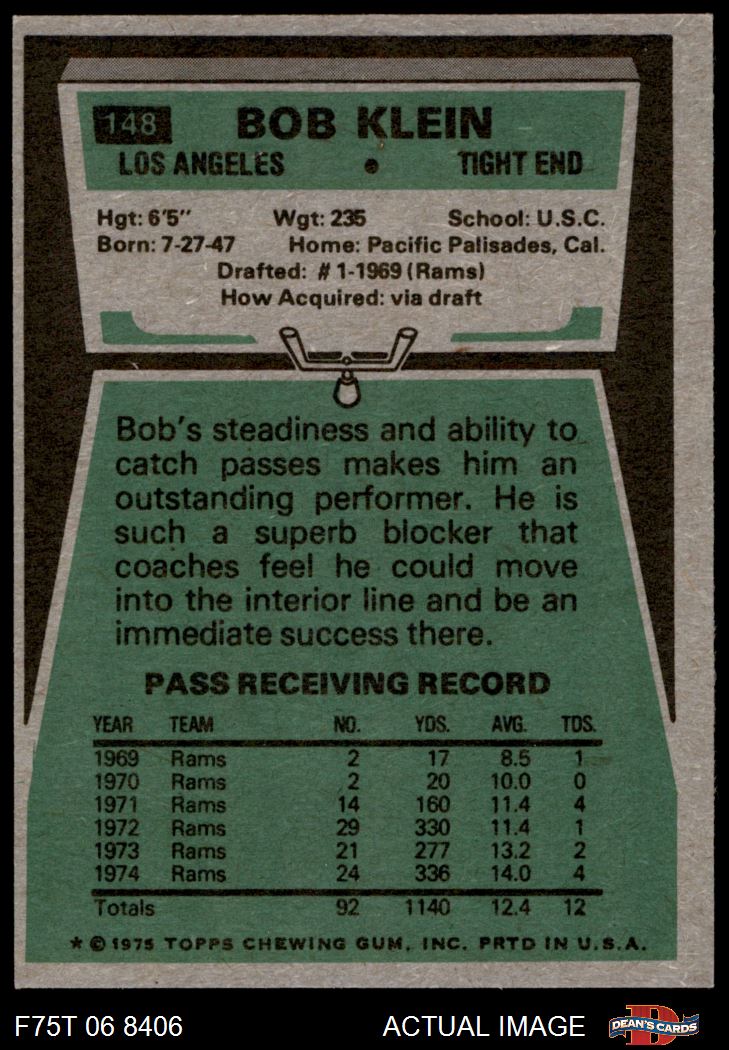 148 BOB KLEIN
LOS ANGELES • TIGHT END
Hgt: 6'5" Wgt: 235 School: U.S.C.
Born: 7-27-47 Home: Pacific Palisades, Cal.
Drafted: #1-1969 (Rams)
How Acquired: via draft
Bob's steadiness and ability to
catch passes makes him an
outstanding performer. He is
such a superb blocker that
coaches feel he could move
into the interior line and be an
immediate success there.
PASS RECEIVING RECORD
YEAR TEAM NO. YDS. AVG. TDS.
1969 Rams 2 17 8.5 1
1970 Rams 2 20 10.0 0
1971 Rams 14 160 11.4 4
1972 Rams 29 330 11.4 1
1973 Rams 21 277 13.2 2
1974 Rams 24 336 14.0 4
Totals 92 1140 12.4 12
* © 1975 TOPPS CHEWING GUM, INC. PRTD IN U.S.A.
F75T 06 8406 ACTUAL IMAGE D DEAN'S CARDS